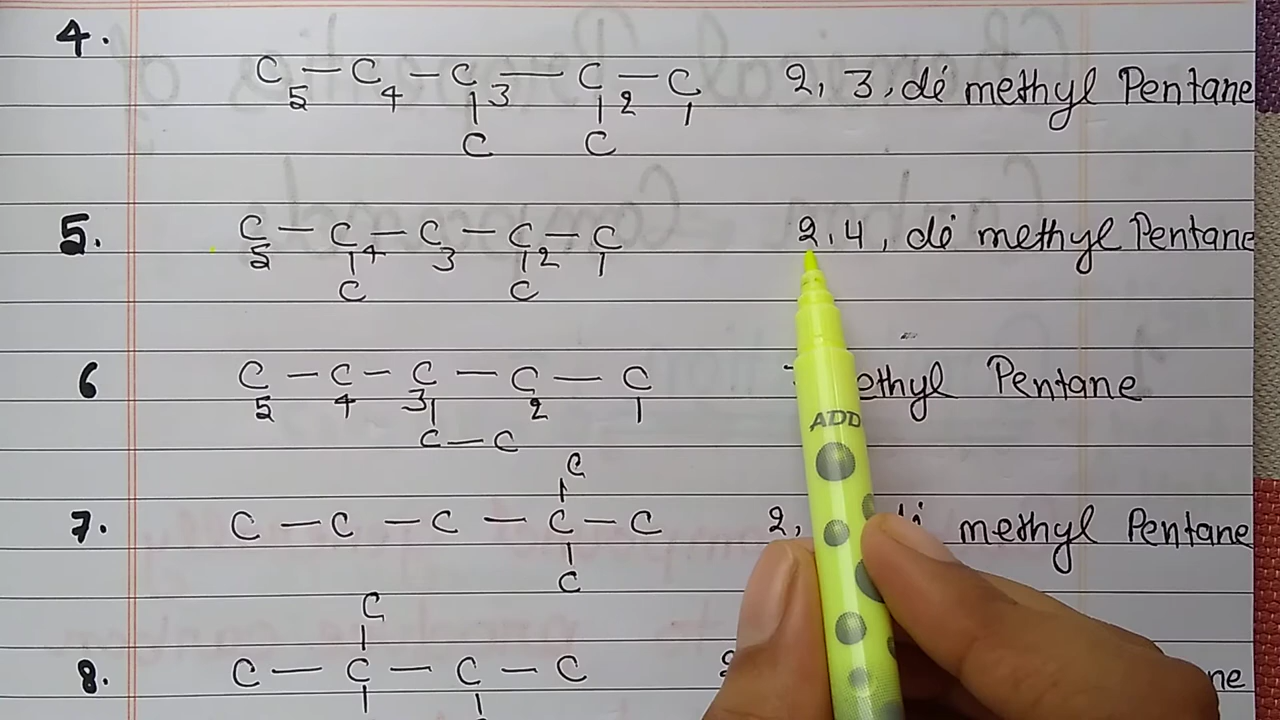 4.
C — C — C — C — C 2, 3, di methyl Pentane
5 4 3 2 1
C C
5. C — C — C — C — C 2,4, di methyl Pentane
5 4 3 2 1
C C
6 C — C — C — C — C ethyl Pentane
5 4 3 2 1
C — C
C
7. C — C — C — C — C 2, methyl Pentane
C
C
8. C — C — C — C ne
ADD